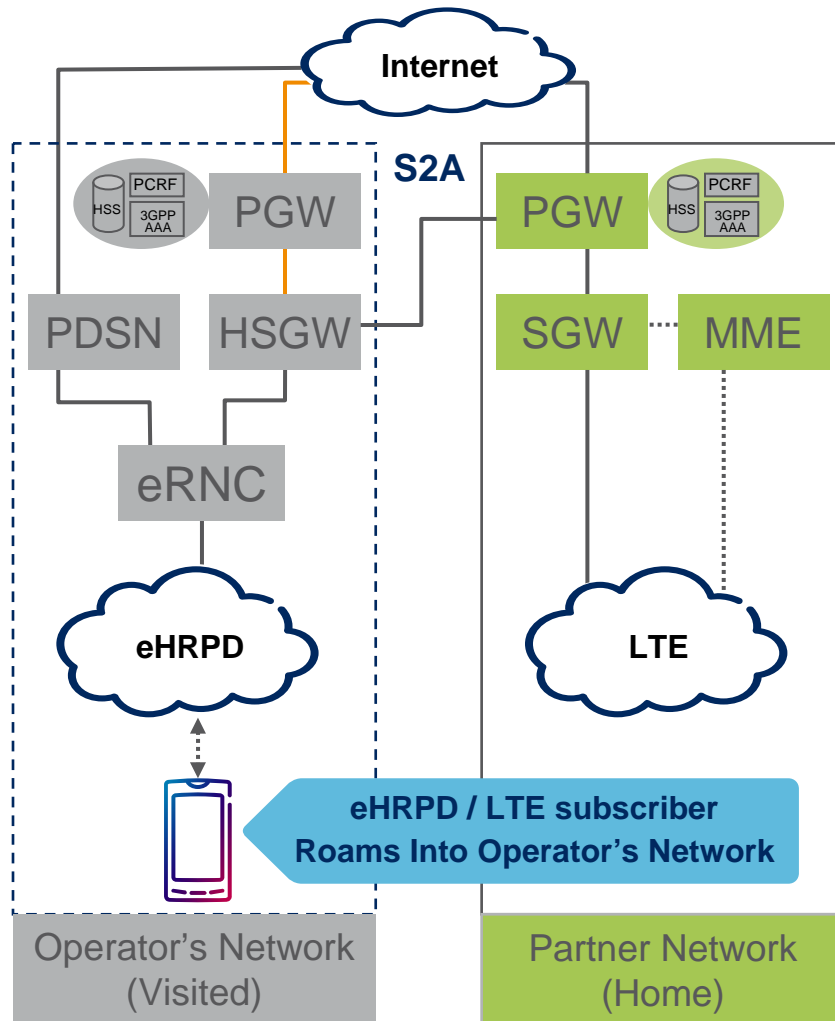 Internet
S2A
HSS
PCRF
3GPP
AAA
PGW
PGW
HSS
PCRF
3GPP
AAA
PDSN
HSGW
SGW
MME
eRNC
eHRPD
LTE
eHRPD / LTE subscriber
Roams Into Operator’s Network
Operator’s Network
(Visited)
Partner Network
(Home)